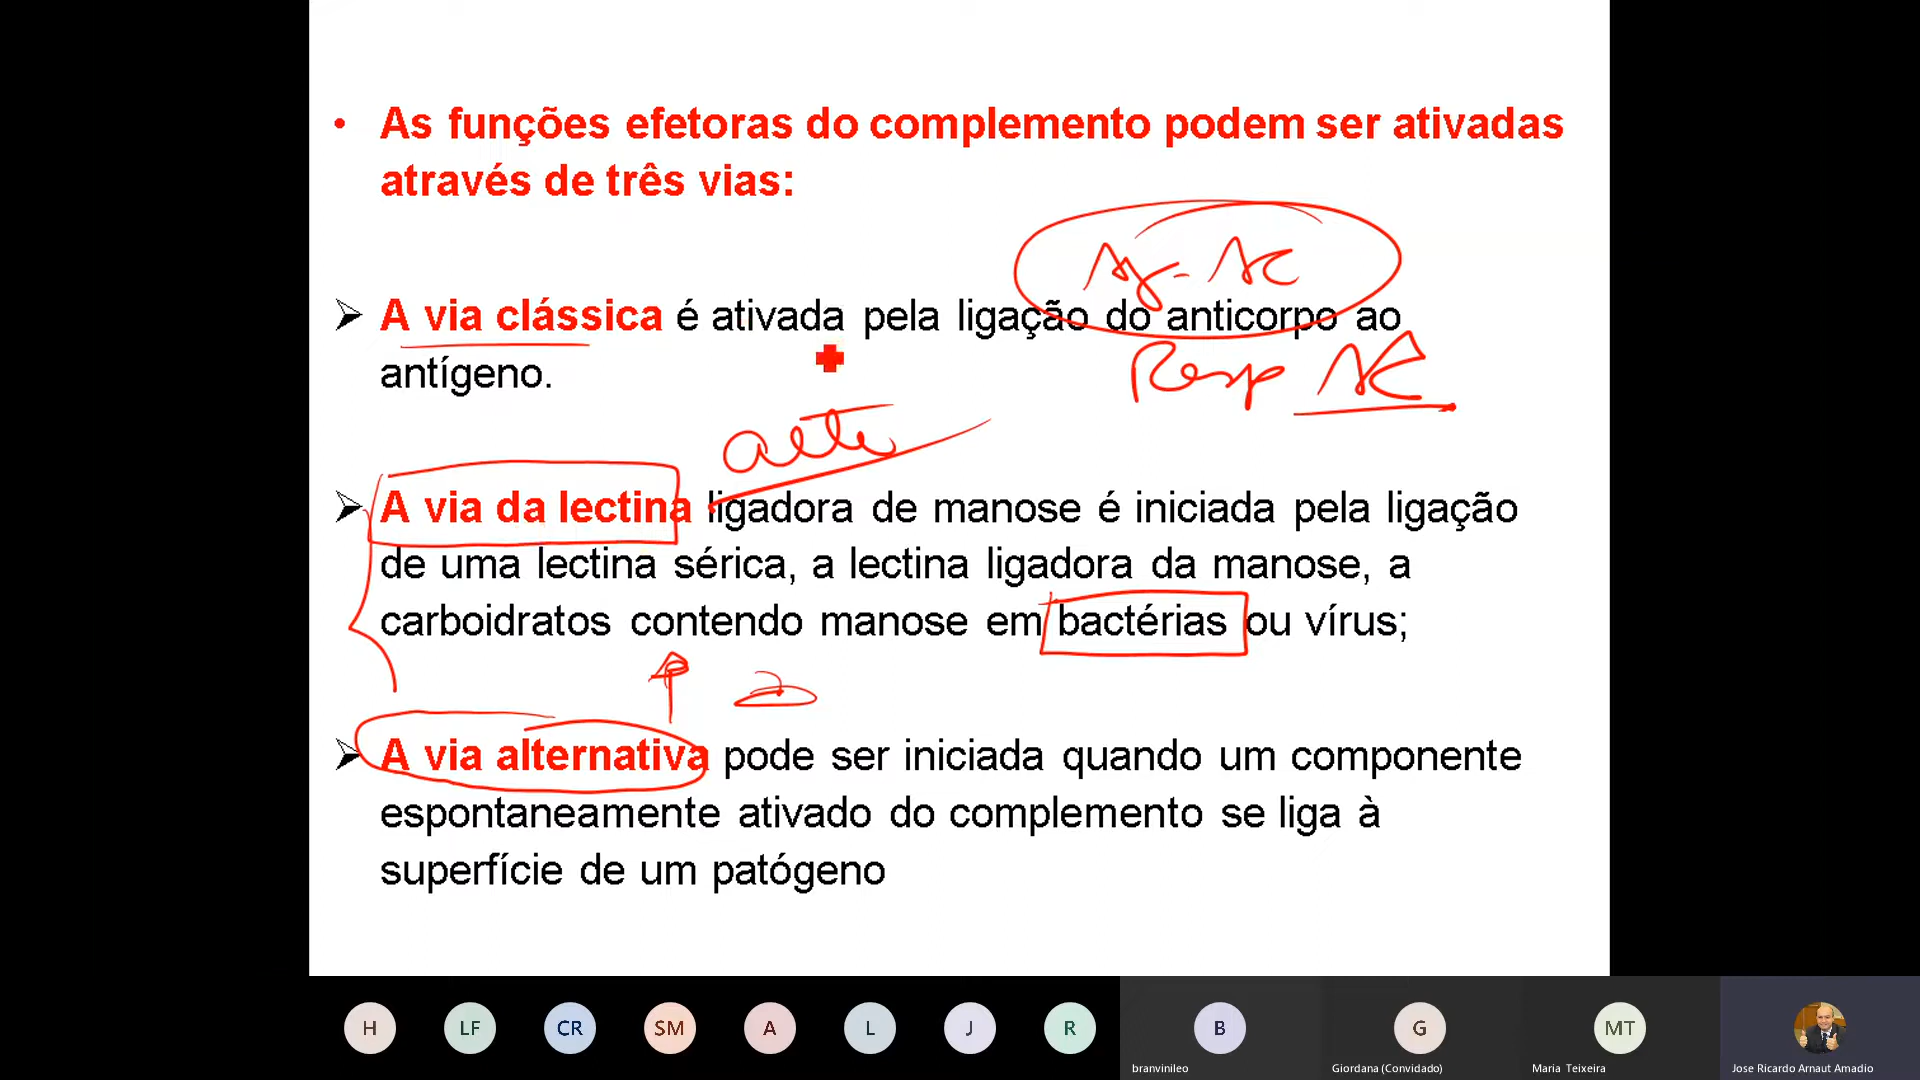 • As funções efetoras do complemento podem ser ativadas
através de três vias:
Ag - AC
➢ A via clássica é ativada pela ligação do anticorpo ao
antígeno.
Resp AC
➢ A via da lectina ligadora de manose é iniciada pela ligação
de uma lectina sérica, a lectina ligadora da manose, a
carboidratos contendo manose em bactérias ou vírus;
➢ A via alternativa pode ser iniciada quando um componente
espontaneamente ativado do complemento se liga à
superfície de um patógeno
H LF CR SM A L J R B G MT
branvinileo Giordana (Convidado) Maria Teixeira Jose Ricardo Arnaut Amadio